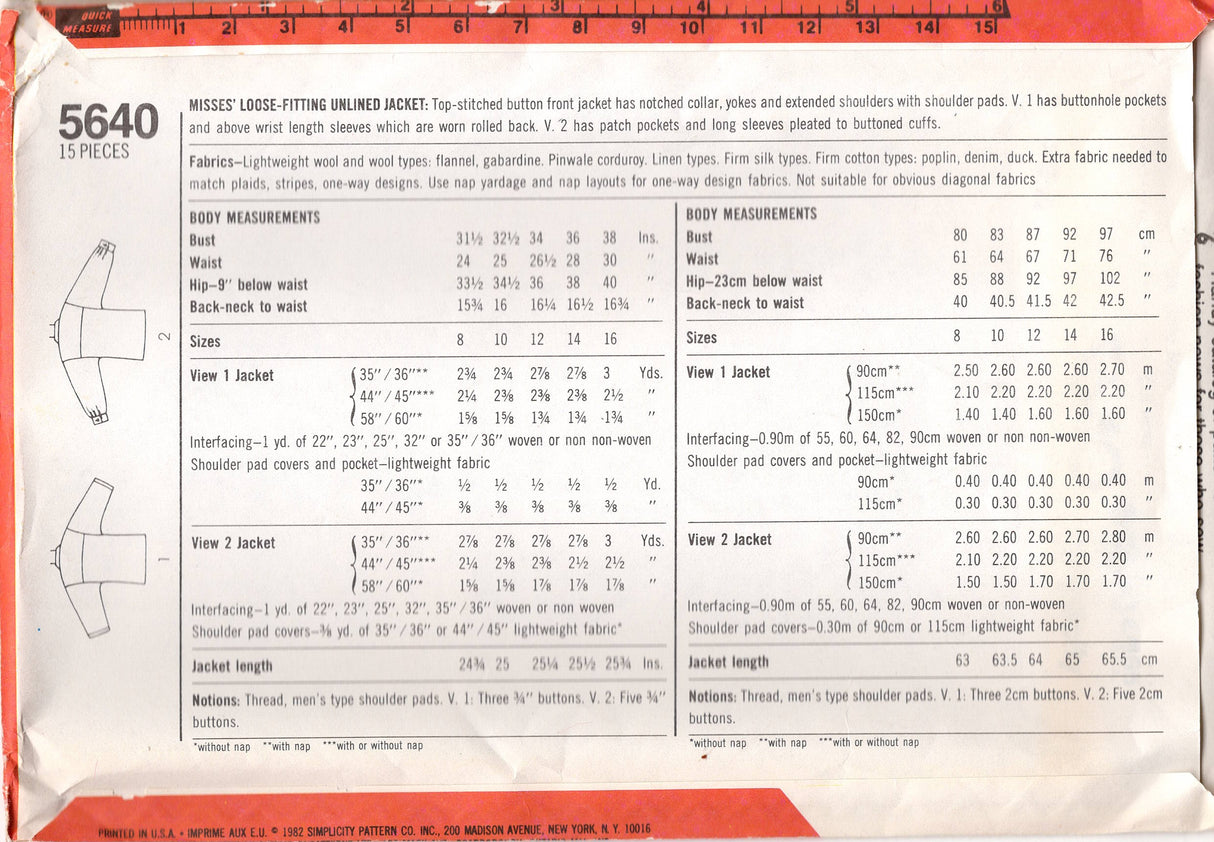 QUICK
MEASURE
1 2 3 4 5 6
1 2 3 4 5 6 7 8 9 10 11 12 13 14 15
5640
15 PIECES
MISSES' LOOSE-FITTING UNLINED JACKET: Top-stitched button front jacket has notched collar, yokes and extended shoulders with shoulder pads. V. 1 has buttonhole pockets
and above wrist length sleeves which are worn rolled back. V. 2 has patch pockets and long sleeves pleated to buttoned cuffs.
Fabrics—Lightweight wool and wool types: flannel, gabardine. Pinwale corduroy. Linen types. Firm silk types. Firm cotton types: poplin, denim, duck. Extra fabric needed to
match plaids, stripes, one-way designs. Use nap yardage and nap layouts for one-way design fabrics. Not suitable for obvious diagonal fabrics
BODY MEASUREMENTS
Bust 31½ 32½ 34 36 38 Ins.
Waist 24 25 26½ 28 30 "
Hip—9" below waist 33½ 34½ 36 38 40 "
Back-neck to waist 15¾ 16 16¼ 16½ 16¾ "
Sizes 8 10 12 14 16
View 1 Jacket 35"/36"** 2¾ 2¾ 2⅞ 2⅞ 3 Yds.
44"/45"*** 2¼ 2⅜ 2⅜ 2⅜ 2½ "
58"/60"* 1⅝ 1⅝ 1¾ 1¾ 1¾ "
Interfacing—1 yd. of 22", 23", 25", 32" or 35"/36" woven or non non-woven
Shoulder pad covers and pocket—lightweight fabric
35"/36"* ½ ½ ½ ½ ½ Yd.
44"/45"* ⅜ ⅜ ⅜ ⅜ ⅜ "
View 2 Jacket 35"/36"** 2⅞ 2⅞ 2⅞ 2⅞ 3 Yds.
44"/45"*** 2¼ 2⅜ 2⅜ 2½ 2½ "
58"/60"* 1⅝ 1⅝ 1⅞ 1⅞ 1⅞ "
Interfacing—1 yd. of 22", 23", 25", 32", 35"/36" woven or non woven
Shoulder pad covers—⅜ yd. of 35"/36" or 44"/45" lightweight fabric*
Jacket length 24¾ 25 25¼ 25½ 25¾ Ins.
Notions: Thread, men's type shoulder pads. V. 1: Three ¾" buttons. V. 2: Five ¾"
buttons.
*without nap **with nap ***with or without nap
BODY MEASUREMENTS
Bust 80 83 87 92 97 cm
Waist 61 64 67 71 76 "
Hip—23cm below waist 85 88 92 97 102 "
Back-neck to waist 40 40.5 41.5 42 42.5 "
Sizes 8 10 12 14 16
View 1 Jacket 90cm** 2.50 2.60 2.60 2.60 2.70 m
115cm*** 2.10 2.20 2.20 2.20 2.20 "
150cm* 1.40 1.40 1.60 1.60 1.60 "
Interfacing—0.90m of 55, 60, 64, 82, 90cm woven or non non-woven
Shoulder pad covers and pocket—lightweight fabric
90cm* 0.40 0.40 0.40 0.40 0.40 m
115cm* 0.30 0.30 0.30 0.30 0.30 "
View 2 Jacket 90cm** 2.60 2.60 2.60 2.70 2.80 m
115cm*** 2.10 2.20 2.20 2.20 2.20 "
150cm* 1.50 1.50 1.70 1.70 1.70 "
Interfacing—0.90m of 55, 60, 64, 82, 90cm woven or non-woven
Shoulder pad covers—0.30m of 90cm or 115cm lightweight fabric*
Jacket length 63 63.5 64 65 65.5 cm
Notions: Thread, men's type shoulder pads. V. 1: Three 2cm buttons. V. 2: Five 2cm
buttons.
*without nap **with nap ***with or without nap
2
1
PRINTED IN U.S.A. • IMPRIME AUX E.U. © 1982 SIMPLICITY PATTERN CO. INC., 200 MADISON AVENUE, NEW YORK, N. Y. 10016